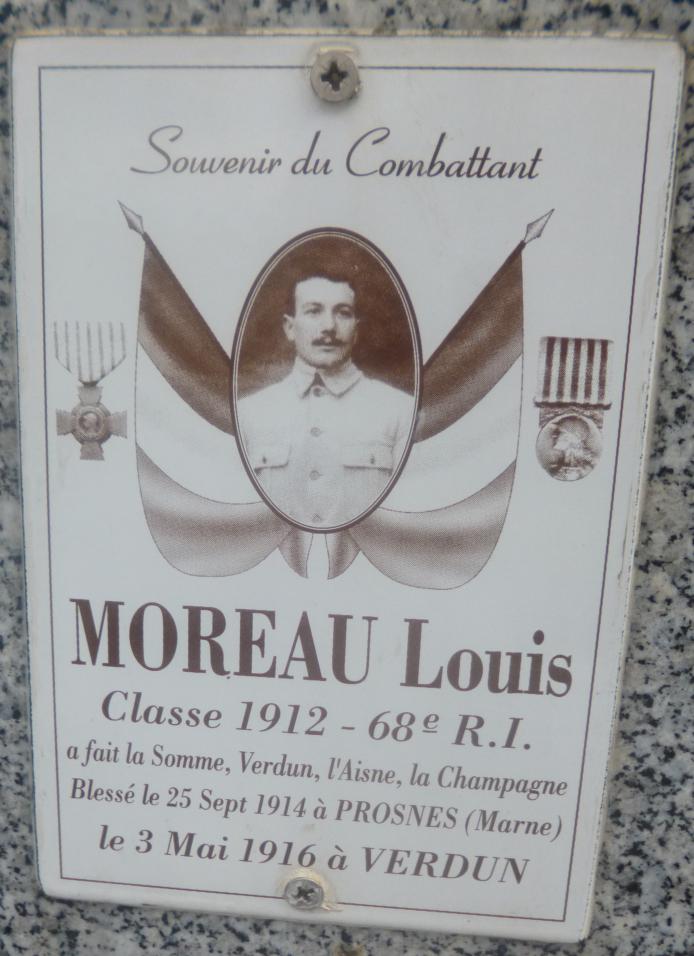 Souvenir du Combattant
MOREAU Louis
Classe 1912 - 68e R.I.
a fait la Somme, Verdun, l'Aisne, la Champagne
Blessé le 25 Sept 1914 à PROSNES (Marne)
le 3 Mai 1916 à VERDUN